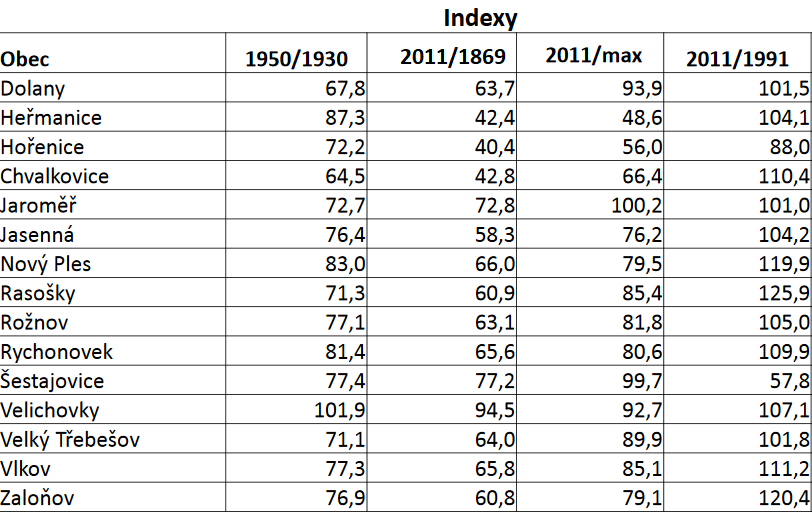 Indexy
Obec 1950/1930 2011/1869 2011/max 2011/1991
Dolany 67,8 63,7 93,9 101,5
Heřmanice 87,3 42,4 48,6 104,1
Hořenice 72,2 40,4 56,0 88,0
Chvalkovice 64,5 42,8 66,4 110,4
Jaroměř 72,7 72,8 100,2 101,0
Jasenná 76,4 58,3 76,2 104,2
Nový Ples 83,0 66,0 79,5 119,9
Rasošky 71,3 60,9 85,4 125,9
Rožnov 77,1 63,1 81,8 105,0
Rychonovek 81,4 65,6 80,6 109,9
Šestajovice 77,4 77,2 99,7 57,8
Velichovky 101,9 94,5 92,7 107,1
Velký Třebešov 71,1 64,0 89,9 101,8
Vlkov 77,3 65,8 85,1 111,2
Zaloňov 76,9 60,8 79,1 120,4